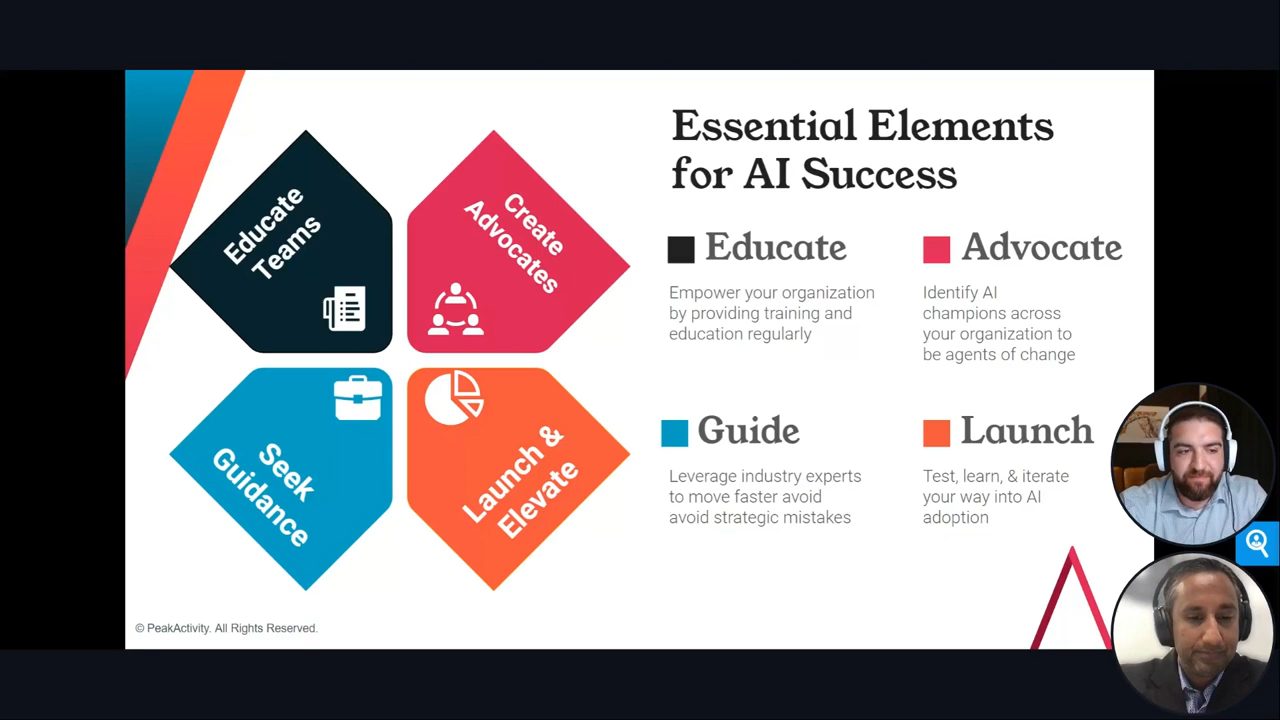 Educate
Teams
Create
Advocates
Seek
Guidance
Launch &
Elevate
Essential Elements
for AI Success
Educate
Empower your organization
by providing training and
education regularly
Advocate
Identify AI
champions across
your organization to
be agents of change
Guide
Leverage industry experts
to move faster avoid
avoid strategic mistakes
Launch
Test, learn, & iterate
your way into AI
adoption
© PeakActivity. All Rights Reserved.